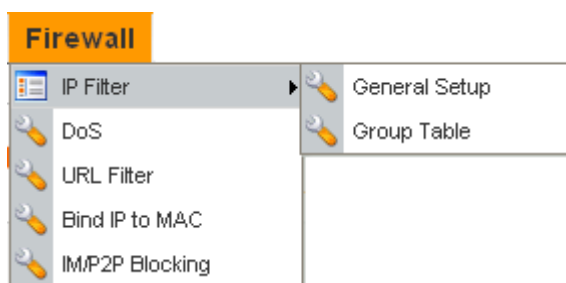 Firewall
IP Filter
General Setup
DoS
Group Table
URL Filter
Bind IP to MAC
IM/P2P Blocking